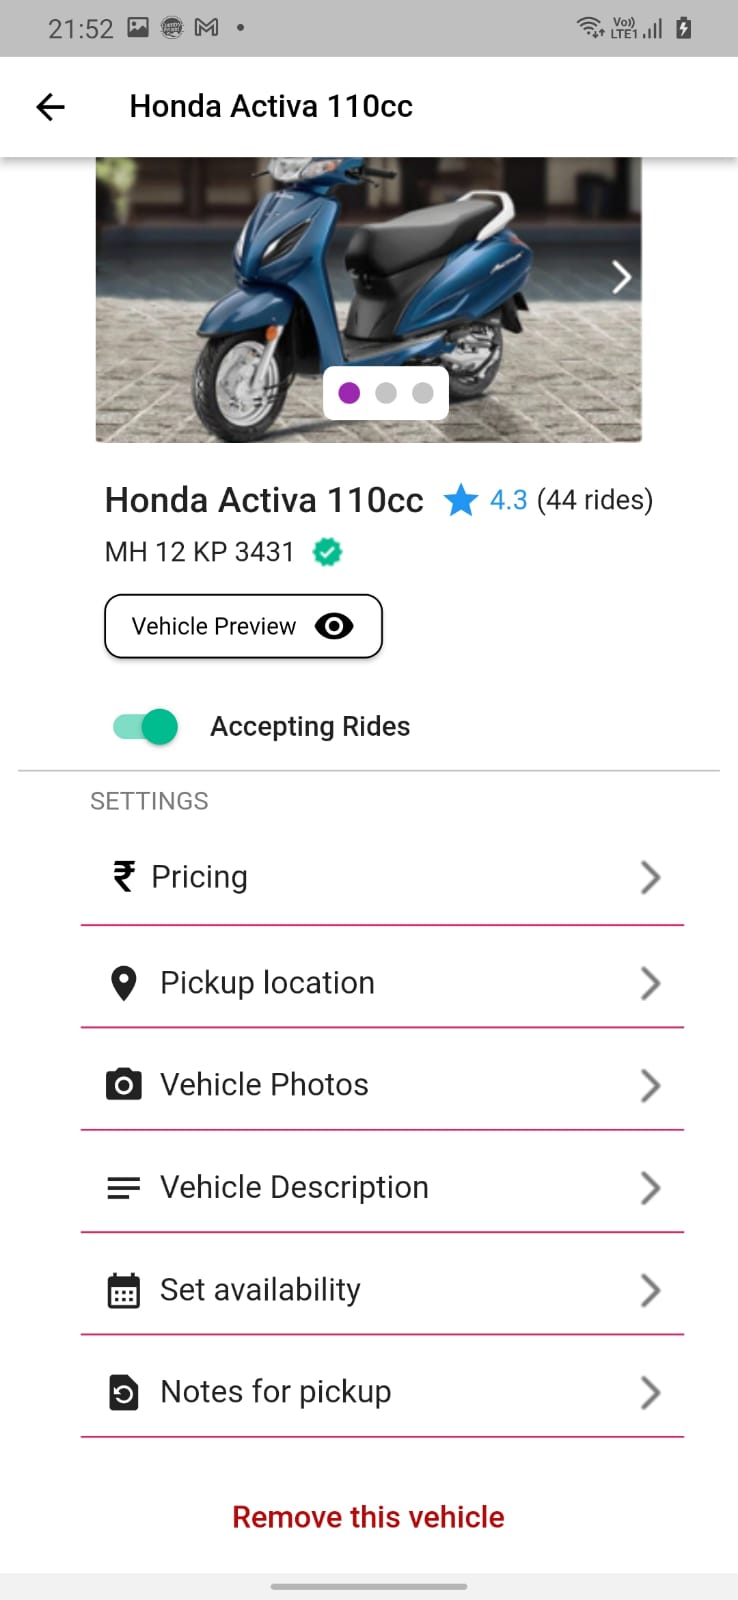 21:52
Vo)) LTE1
Honda Activa 110cc
Honda Activa 110cc 4.3 (44 rides)
MH 12 KP 3431
Vehicle Preview
Accepting Rides
SETTINGS
₹ Pricing
Pickup location
Vehicle Photos
Vehicle Description
Set availability
Notes for pickup
Remove this vehicle